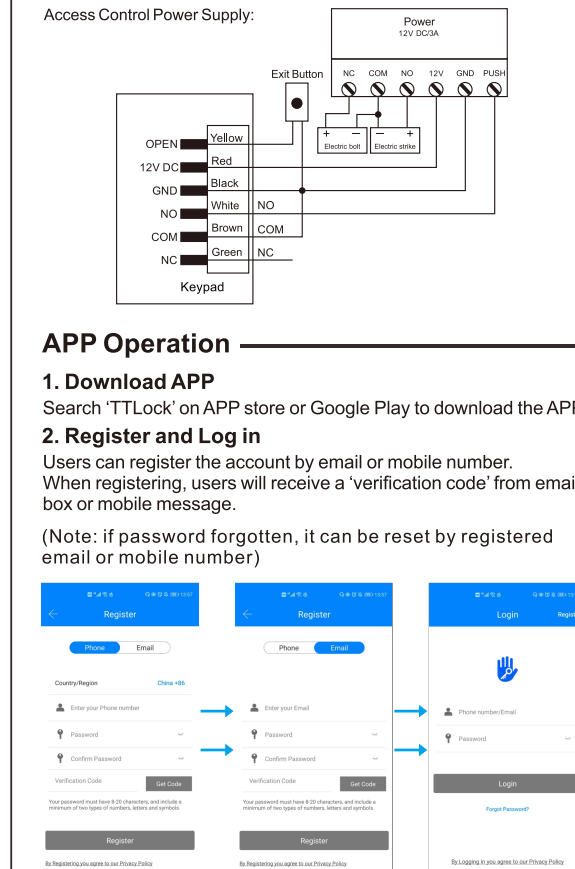 Access Control Power Supply:
Power
12V DC/3A
NC COM NO 12V GND PUSH
Exit Button
+ − − +
Electric bolt Electric strike
OPEN Yellow
12V DC Red
GND Black
NO White NO
COM Brown COM
NC Green NC
Keypad
APP Operation
1. Download APP
Search ‘TTLock’ on APP store or Google Play to download the APP
2. Register and Log in
Users can register the account by email or mobile number.
When registering, users will receive a ‘verification code’ from email
box or mobile message.
(Note: if password forgotten, it can be reset by registered
email or mobile number)
13:57
Register
Phone Email
Country/Region China +86
Enter your Phone number
Password
Confirm Password
Verification Code Get Code
Your password must have 8-20 characters, and include a
minimum of two types of numbers, letters and symbols.
Register
By Registering you agree to our Privacy Policy
13:57
Register
Phone Email
Enter your Email
Password
Confirm Password
Verification Code Get Code
Your password must have 8-20 characters, and include a
minimum of two types of numbers, letters and symbols.
Register
By Registering you agree to our Privacy Policy
Login Regist
Phone number/Email
Password
Login
Forgot Password?
By Logging in you agree to our Privacy Policy